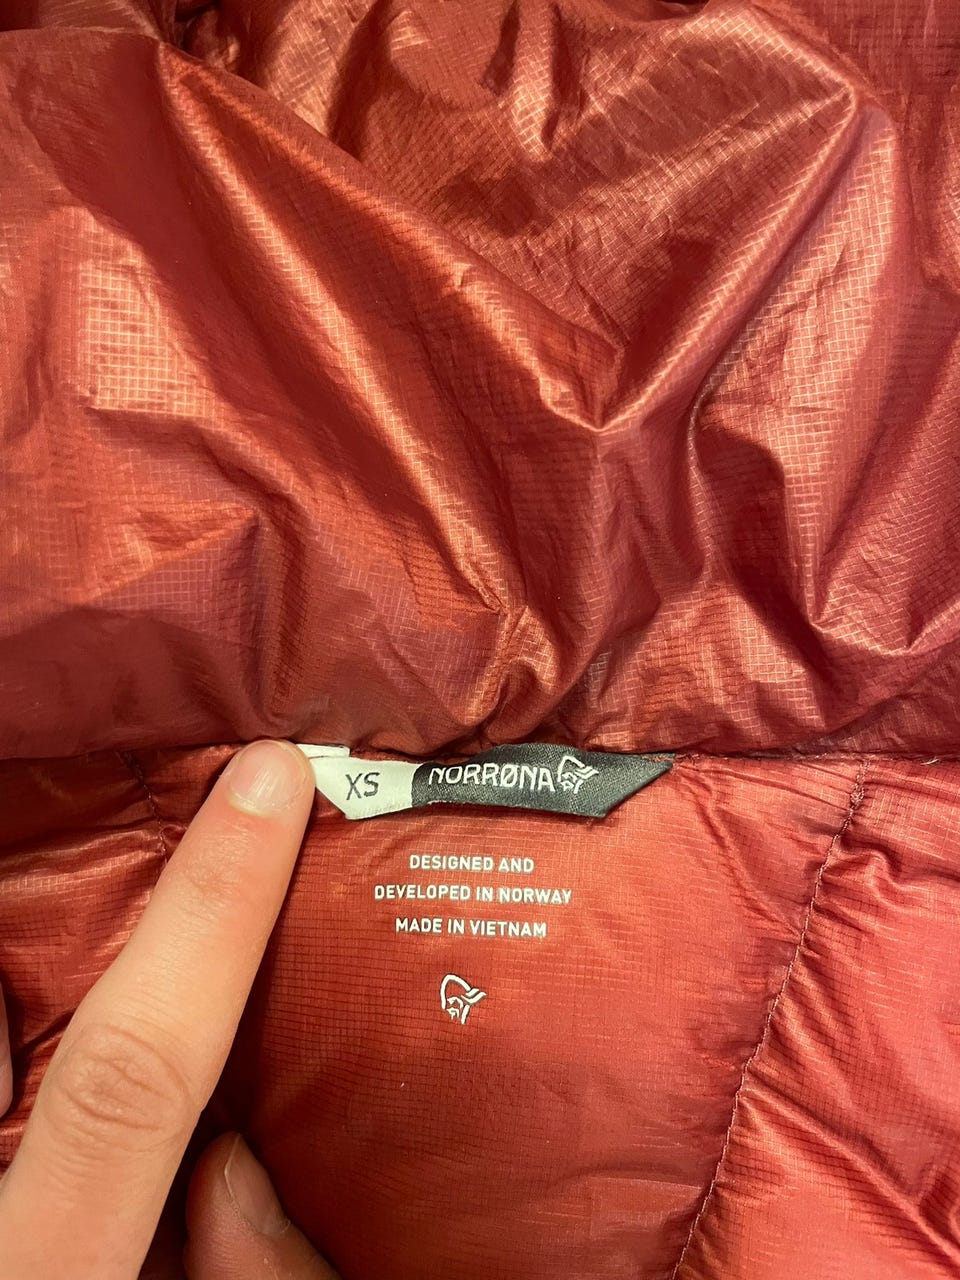 XS NORRØNA
DESIGNED AND
DEVELOPED IN NORWAY
MADE IN VIETNAM